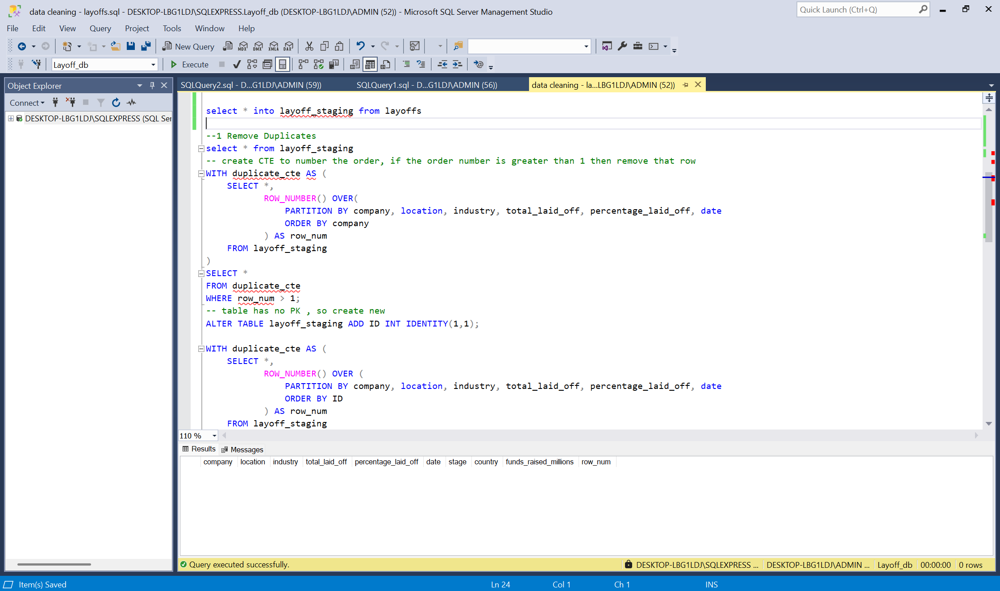 data cleaning - layoffs.sql - DESKTOP-LBG1LDJ\SQLEXPRESS.Layoff_db (DESKTOP-LBG1LDJ\ADMIN (52)) - Microsoft SQL Server Management Studio
Quick Launch (Ctrl+Q)
File Edit View Query Project Tools Window Help
New Query MDX DMX XMLA DAX
Layoff_db Execute
Object Explorer
SQLQuery2.sql - D...G1LDJ\ADMIN (59)) SQLQuery1.sql - D...G1LDJ\ADMIN (56)) data cleaning - la...LBG1LDJ\ADMIN (52))
Connect
DESKTOP-LBG1LDJ\SQLEXPRESS (SQL Ser
select * into layoff_staging from layoffs
--1 Remove Duplicates
select * from layoff_staging
-- create CTE to number the order, if the order number is greater than 1 then remove that row
WITH duplicate_cte AS (
SELECT *,
ROW_NUMBER() OVER(
PARTITION BY company, location, industry, total_laid_off, percentage_laid_off, date
ORDER BY company
) AS row_num
FROM layoff_staging
)
SELECT *
FROM duplicate_cte
WHERE row_num > 1;
-- table has no PK , so create new
ALTER TABLE layoff_staging ADD ID INT IDENTITY(1,1);
WITH duplicate_cte AS (
SELECT *,
ROW_NUMBER() OVER (
PARTITION BY company, location, industry, total_laid_off, percentage_laid_off, date
ORDER BY ID
) AS row_num
FROM layoff_staging
110 %
Results Messages
company location industry total_laid_off percentage_laid_off date stage country funds_raised_millions row_num
Query executed successfully. DESKTOP-LBG1LDJ\SQLEXPRESS ... DESKTOP-LBG1LDJ\ADMIN ... Layoff_db 00:00:00 0 rows
Item(s) Saved Ln 24 Col 1 Ch 1 INS